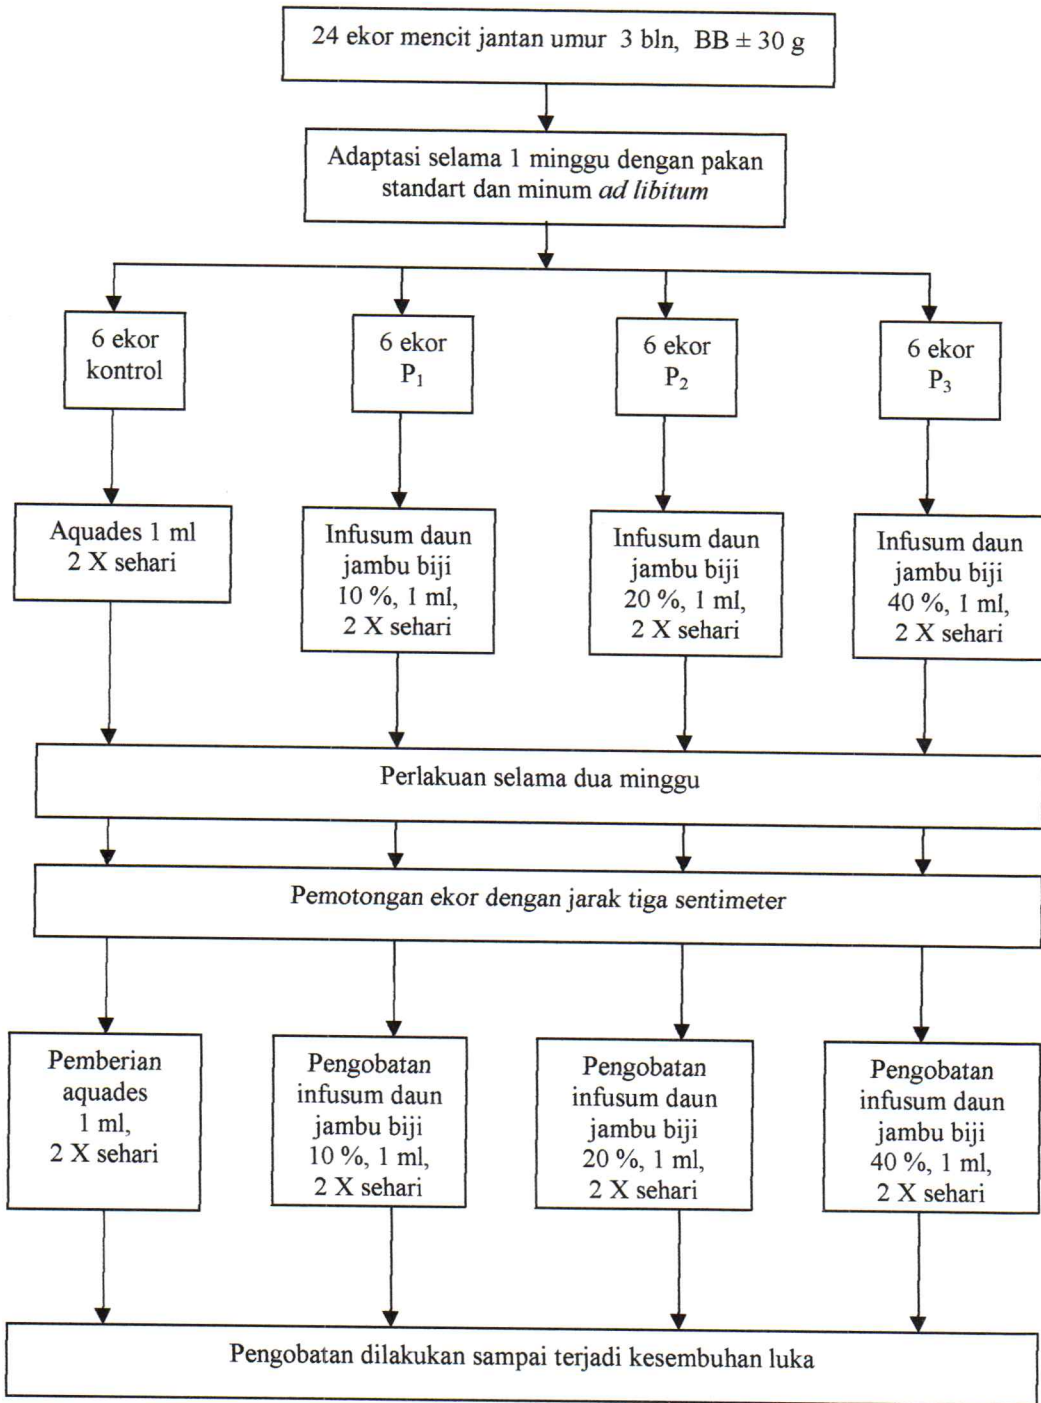 24 ekor mencit jantan umur 3 bln, BB ± 30 g
Adaptasi selama 1 minggu dengan pakan
standart dan minum ad libitum
6 ekor
kontrol
6 ekor
P₁
6 ekor
P₂
6 ekor
P₃
Aquades 1 ml
2 X sehari
Infusum daun
jambu biji
10 %, 1 ml,
2 X sehari
Infusum daun
jambu biji
20 %, 1 ml,
2 X sehari
Infusum daun
jambu biji
40 %, 1 ml,
2 X sehari
Perlakuan selama dua minggu
Pemotongan ekor dengan jarak tiga sentimeter
Pemberian
aquades
1 ml,
2 X sehari
Pengobatan
infusum daun
jambu biji
10 %, 1 ml,
2 X sehari
Pengobatan
infusum daun
jambu biji
20 %, 1 ml,
2 X sehari
Pengobatan
infusum daun
jambu biji
40 %, 1 ml,
2 X sehari
Pengobatan dilakukan sampai terjadi kesembuhan luka